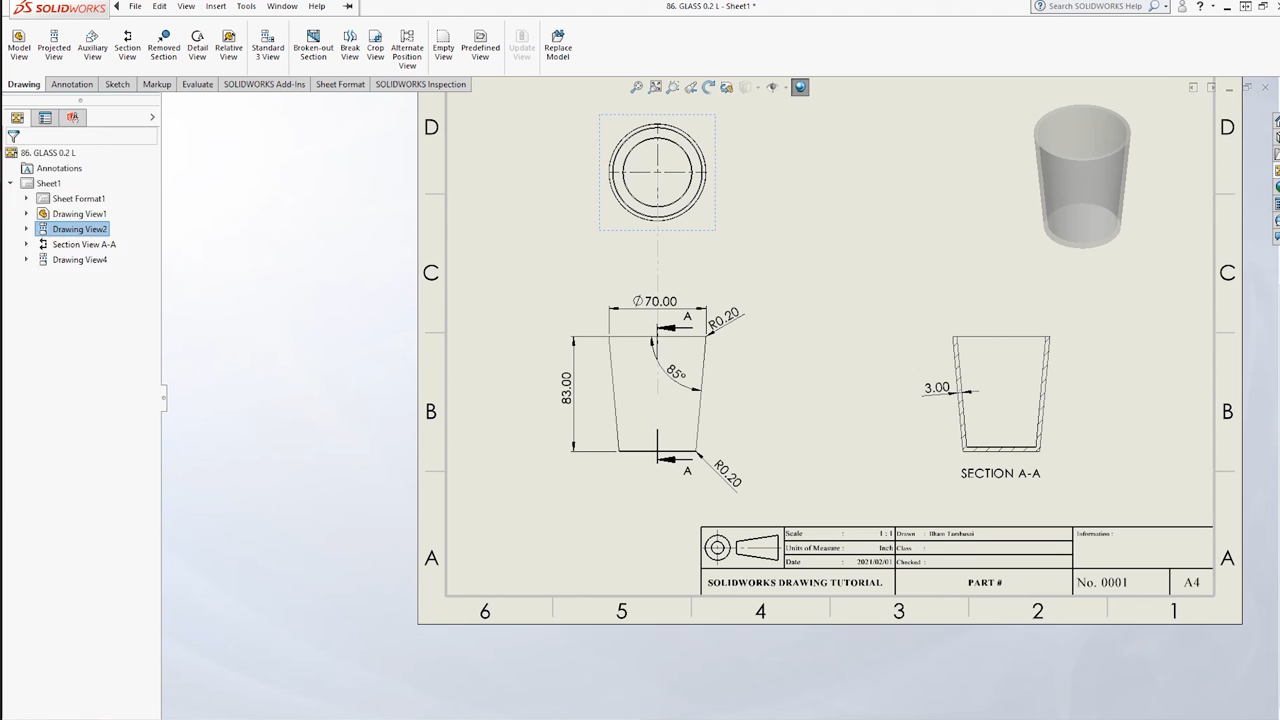 SOLIDWORKS File Edit View Insert Tools Window Help
86. GLASS 0.2 L - Sheet1 *
Search SOLIDWORKS Help
Model View
Projected View
Auxiliary View
Section View
Removed Section
Detail View
Relative View
Standard 3 View
Broken-out Section
Break View
Crop View
Alternate Position View
Empty View
Predefined View
Update View
Replace Model
Drawing Annotation Sketch Markup Evaluate SOLIDWORKS Add-Ins Sheet Format SOLIDWORKS Inspection
86. GLASS 0.2 L
Annotations
Sheet1
Sheet Format1
Drawing View1
Drawing View2
Section View A-A
Drawing View4
D
D
C
C
B
B
A
A
∅70.00
A
R0.20
85°
83.00
A
R0.20
3.00
SECTION A-A
Scale : 1 : 1
Units of Measure : Inch
Date : 2021/02/01
Drawn : Ilham Tambusai
Class :
Checked :
Information :
SOLIDWORKS DRAWING TUTORIAL
PART #
No. 0001
A4
6 5 4 3 2 1